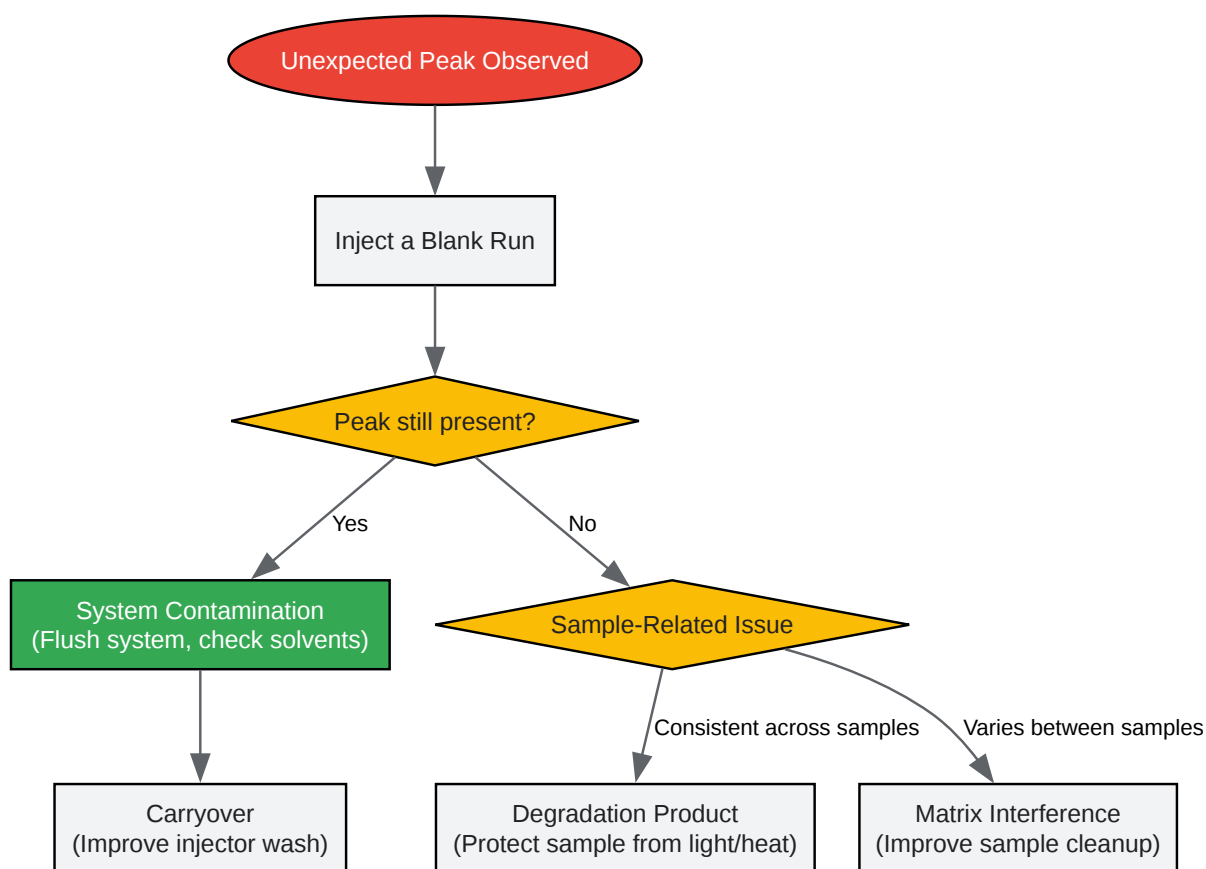 Unexpected Peak Observed
Inject a Blank Run
Peak still present?
Yes
No
System Contamination
(Flush system, check solvents)
Sample-Related Issue
Consistent across samples
Varies between samples
Carryover
(Improve injector wash)
Degradation Product
(Protect sample from light/heat)
Matrix Interference
(Improve sample cleanup)